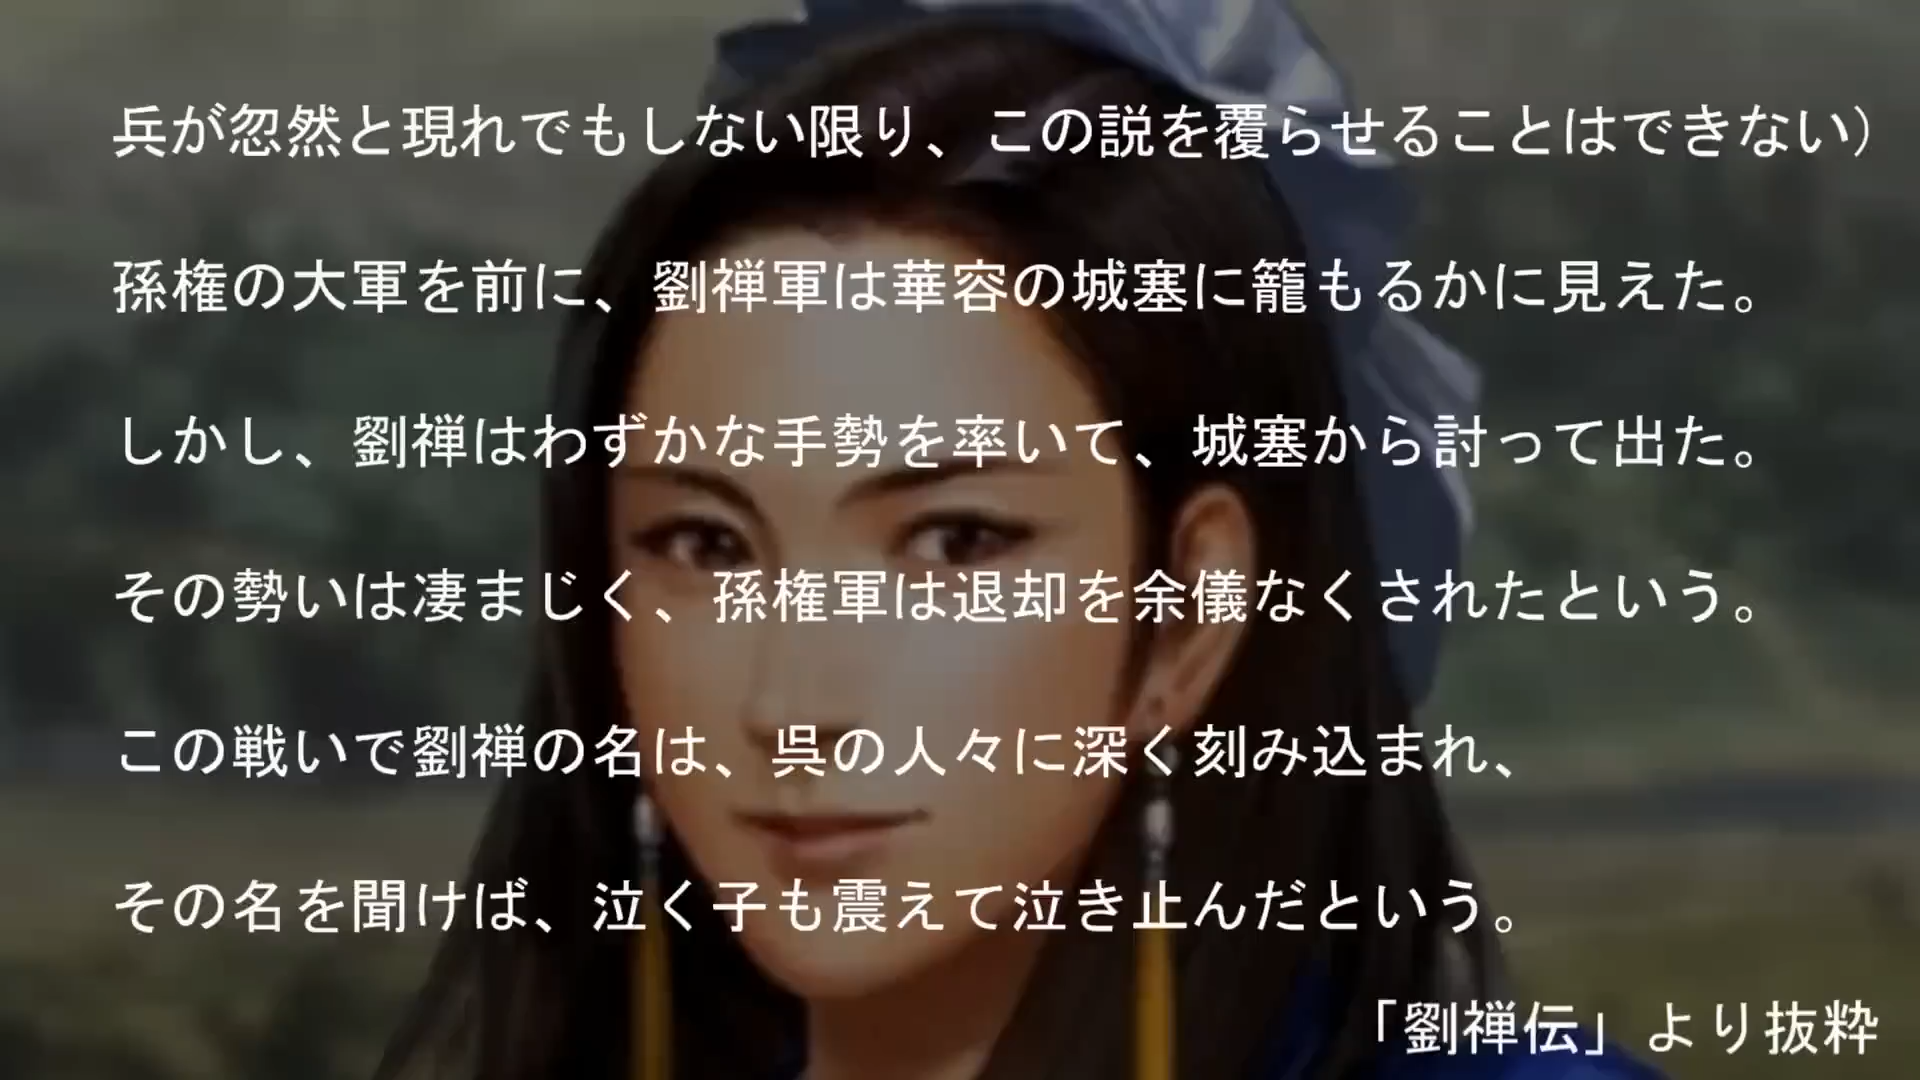 兵が忽然と現れでもしない限り、この説を覆らせることはできない）
孫権の大軍を前に、劉禅軍は華容の城塞に籠もるかに見えた。
しかし、劉禅はわずかな手勢を率いて、城塞から討って出た。
その勢いは凄まじく、孫権軍は退却を余儀なくされたという。
この戦いで劉禅の名は、呉の人々に深く刻み込まれ、
その名を聞けば、泣く子も震えて泣き止んだという。
「劉禅伝」より抜粋